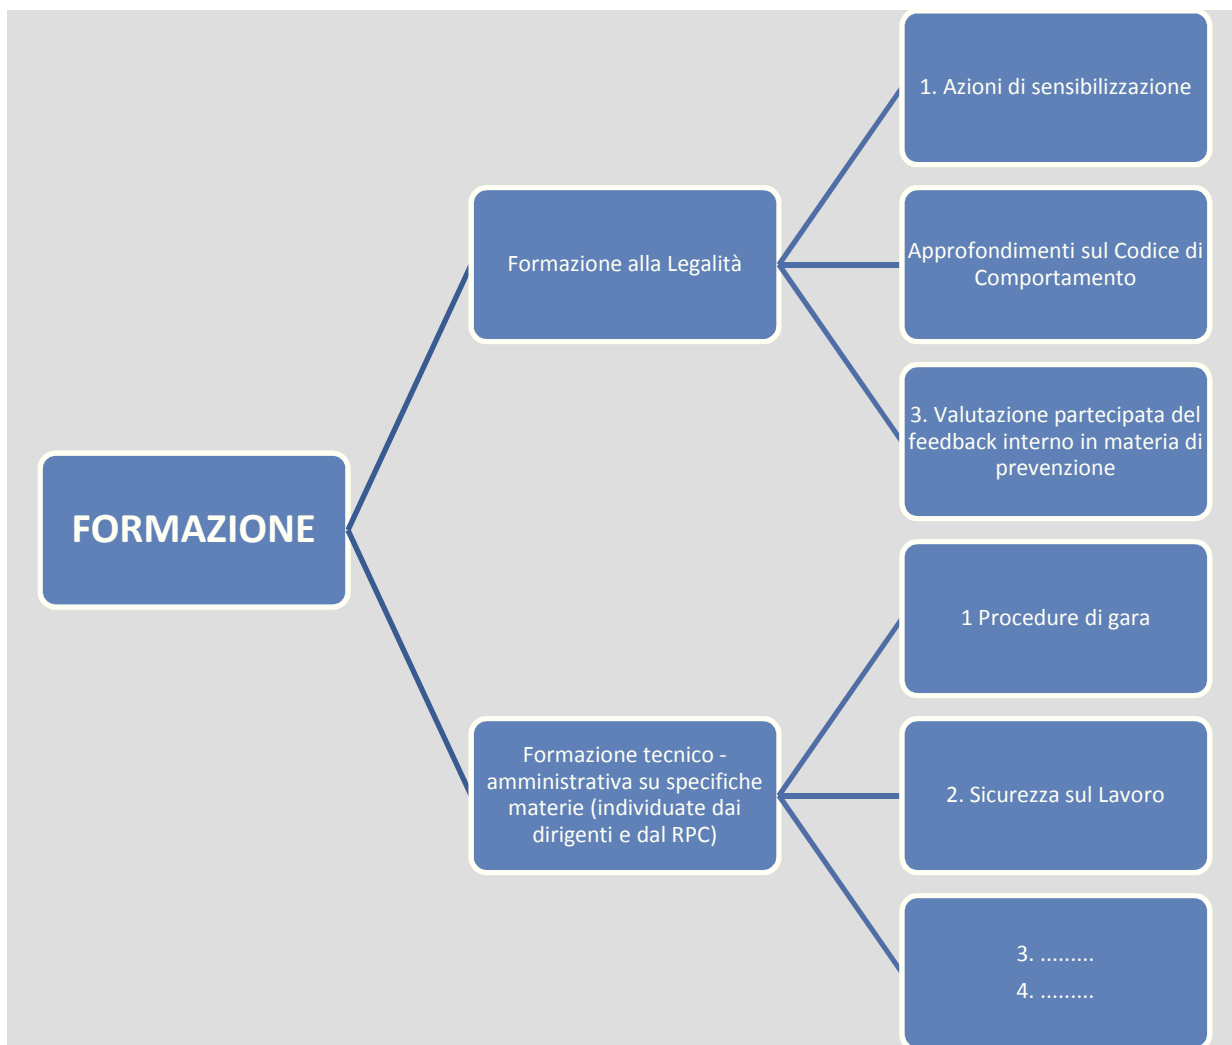 FORMAZIONE
Formazione alla Legalità
1. Azioni di sensibilizzazione
Approfondimenti sul Codice di
Comportamento
3. Valutazione partecipata del
feedback interno in materia di
prevenzione
Formazione tecnico -
amministrativa su specifiche
materie (individuate dai
dirigenti e dal RPC)
1 Procedure di gara
2. Sicurezza sul Lavoro
3. .........
4. .........